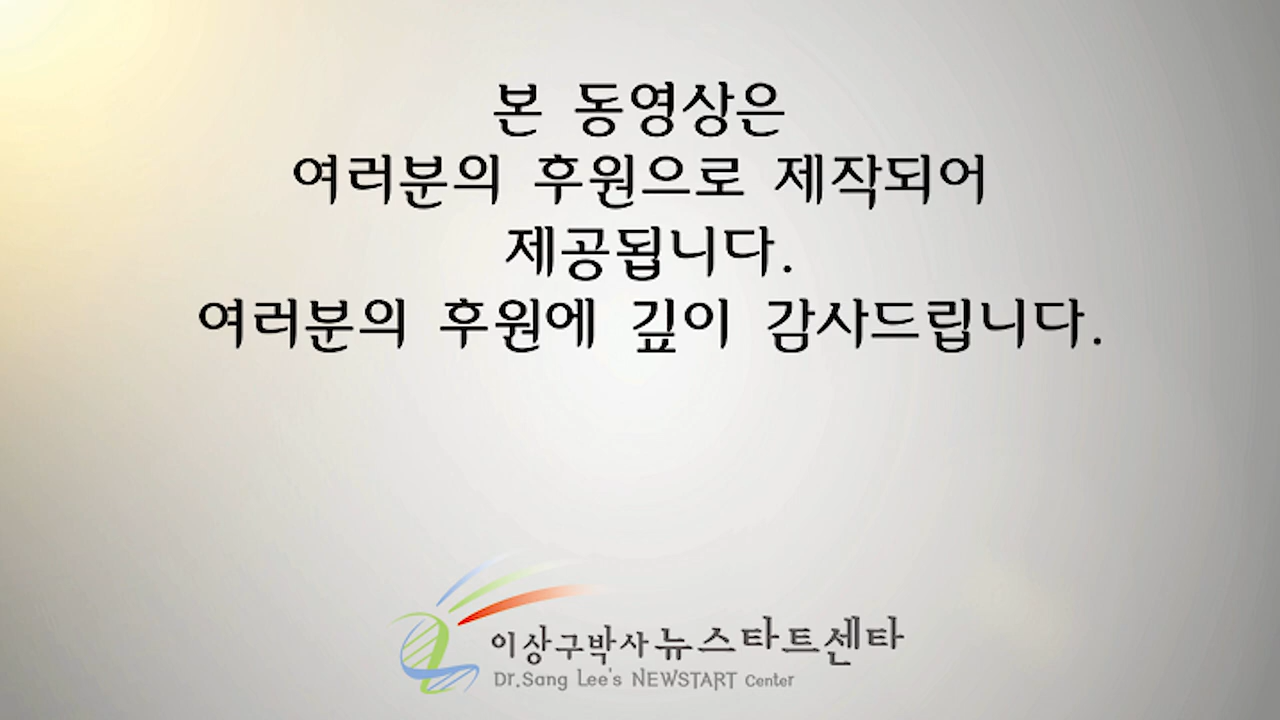 본 동영상은
여러분의 후원으로 제작되어
제공됩니다.
여러분의 후원에 깊이 감사드립니다.
이상구박사 뉴스타트센타
Dr.Sang Lee's NEWSTART Center